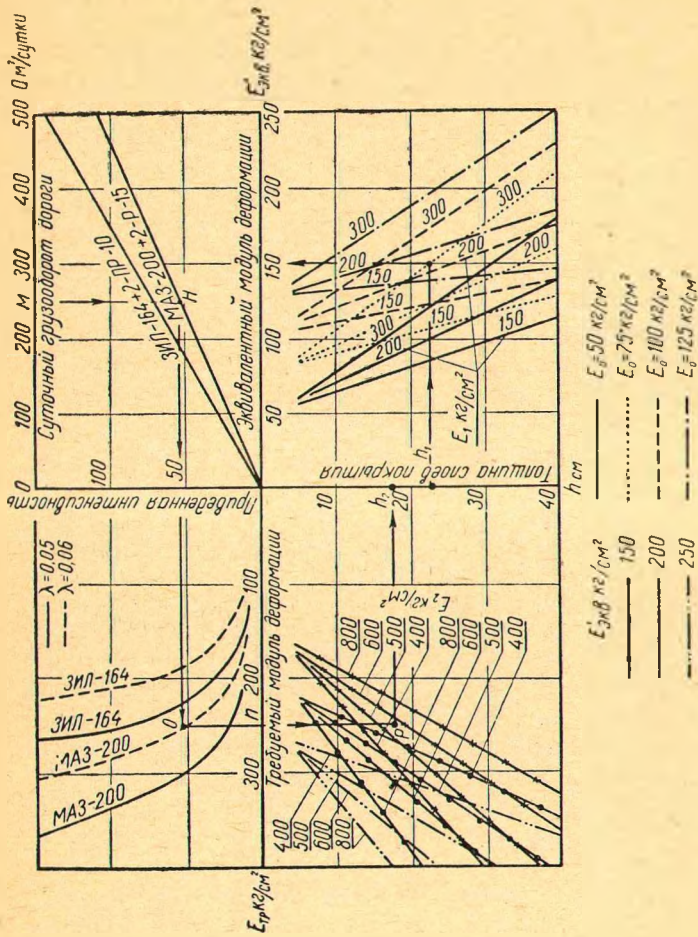 0 100 200 м 300 400 500 Q м³/сутки
Суточный грузооборот дороги
ЗИЛ-164+2-ПР-10
МАЗ-200+2-Р-15
Н
100
50
Приведенная интенсивность
λ=0,05
λ=0,06
ЗИЛ-164
ЗИЛ-164
МАЗ-200
МАЗ-200
О
п
100
200
300
Eтр кг/см²
Требуемый модуль деформации
Эквивалентный модуль деформации
50 100 150 200 250 E'экв. кг/см²
300
300
300
300
200
200
200
200
150
150
150
150
E₁ кг/см²
h₁
h₂
Толщина слоев покрытия
10
20
30
40
h см
10
20
30
E₂ кг/см²
800
600
500
400
800
600
500
400
400
500
600
800
Р
E'экв кг/см²
150
200
250
E₀=50 кг/см²
E₀=75 кг/см²
E₀=100 кг/см²
E₀=125 кг/см²